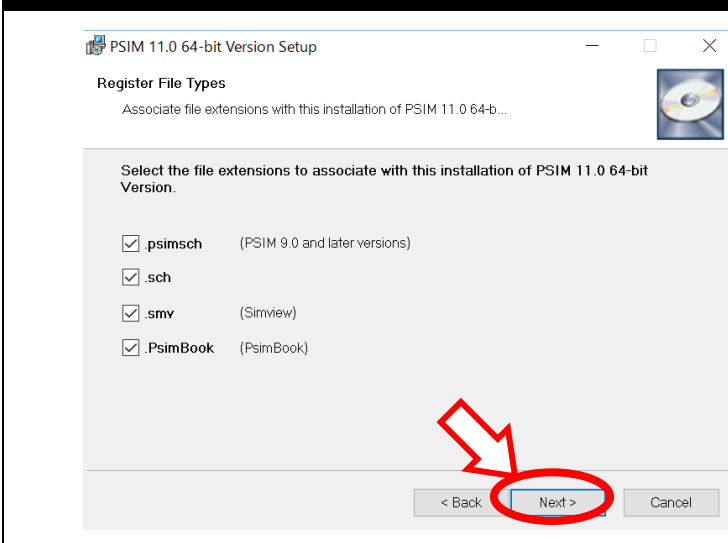 PSIM 11.0 64-bit Version Setup
Register File Types
Associate file extensions with this installation of PSIM 11.0 64-b...
Select the file extensions to associate with this installation of PSIM 11.0 64-bit
Version.
.psimsch (PSIM 9.0 and later versions)
.sch
.smv (Simview)
.PsimBook (PsimBook)
< Back Next > Cancel